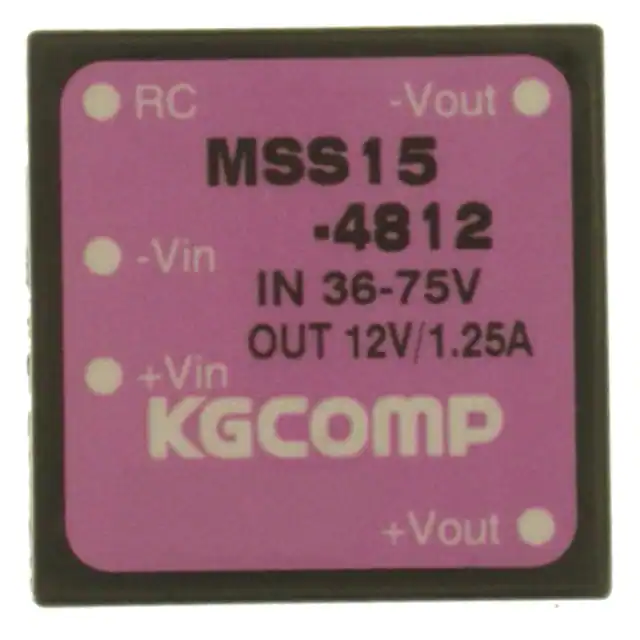 RC
-Vout
MSS15
-4812
-Vin
IN 36-75V
OUT 12V/1.25A
+Vin
KGCOMP
+Vout